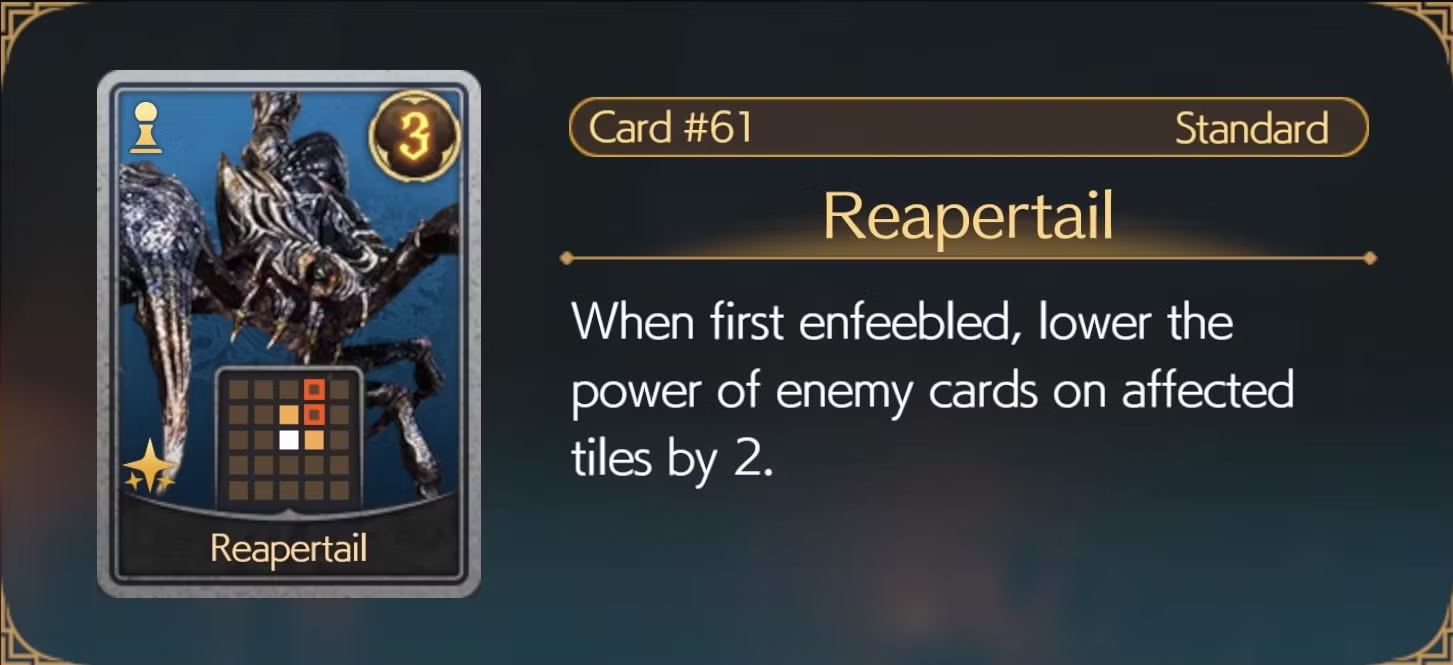 3
Reapertail
Card #61 Standard
Reapertail
When first enfeebled, lower the
power of enemy cards on affected
tiles by 2.